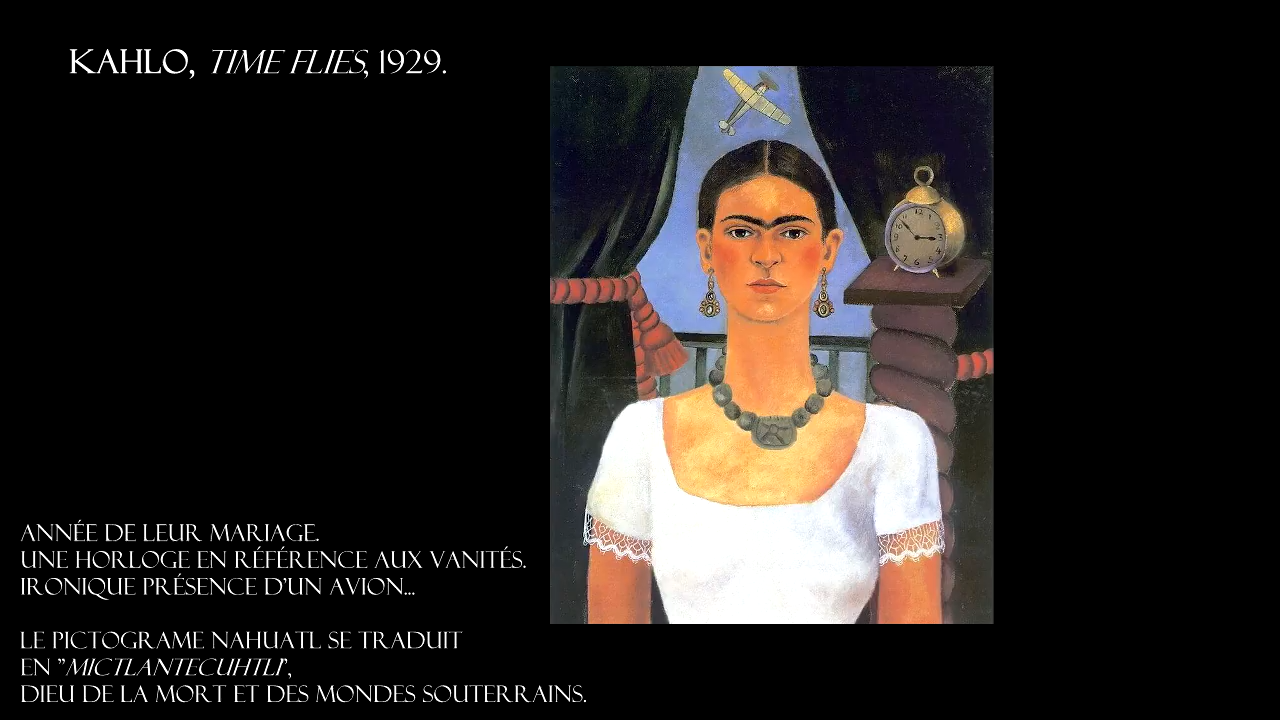 KAHLO, TIME FLIES, 1929.
ANNÉE DE LEUR MARIAGE.
UNE HORLOGE EN RÉFÉRENCE AUX VANITÉS.
IRONIQUE PRÉSENCE D'UN AVION...
LE PICTOGRAME NAHUATL SE TRADUIT
EN "MICTLANTECUHTLI",
DIEU DE LA MORT ET DES MONDES SOUTERRAINS.